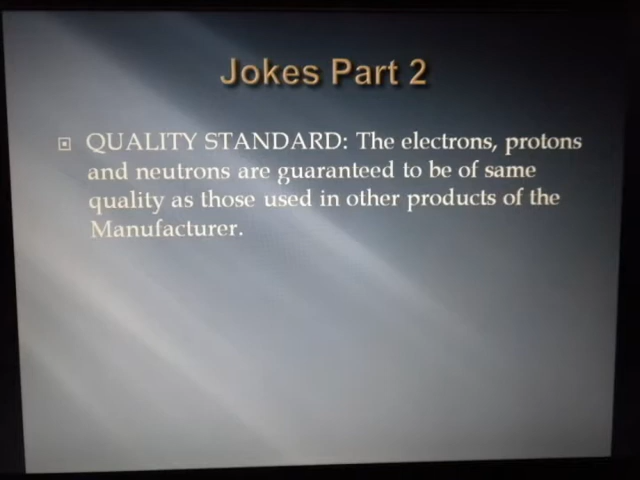 Jokes Part 2
QUALITY STANDARD: The electrons, protons
and neutrons are guaranteed to be of same
quality as those used in other products of the
Manufacturer.